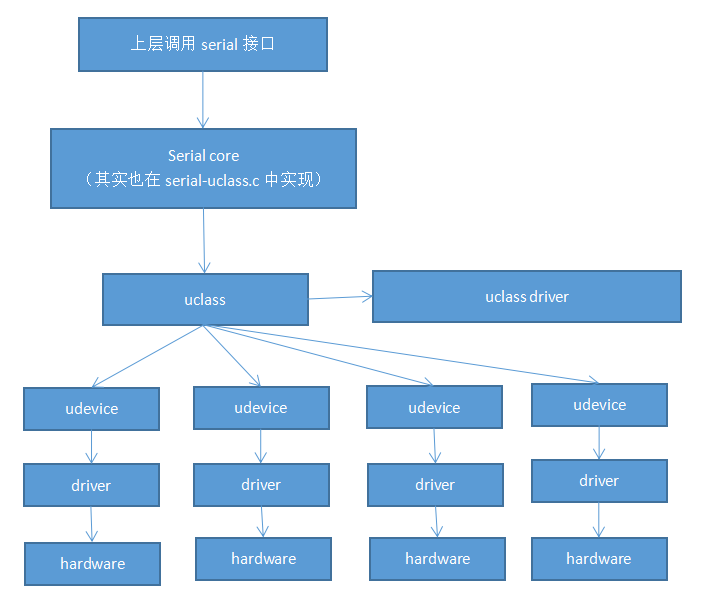 上层调用 serial 接口
Serial core
（其实也在 serial-uclass.c 中实现）
uclass
uclass driver
udevice
udevice
udevice
udevice
driver
driver
driver
driver
hardware
hardware
hardware
hardware